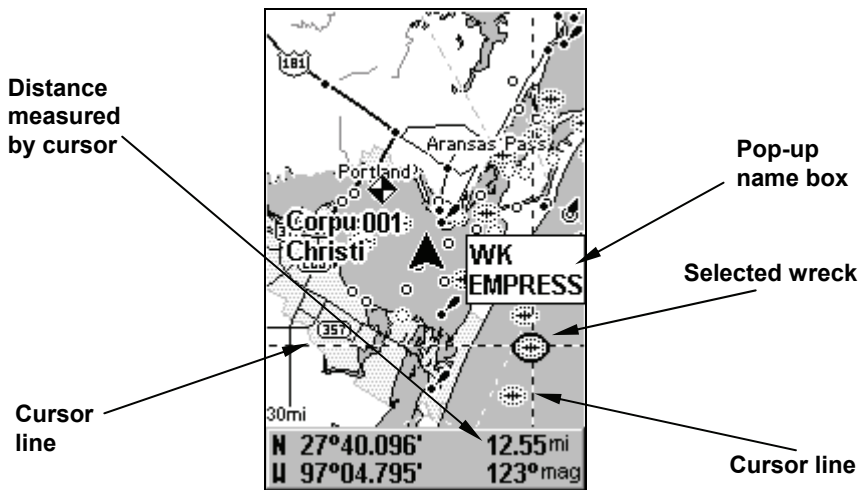 Distance
measured
by cursor
Pop-up
name box
Selected wreck
Cursor line
Cursor
line
181
Aransas Pass
Portland
001
Corpu
Christi
WK
EMPRESS
357
30mi
N 27°40.096' 12.55mi
W 97°04.795' 123°mag